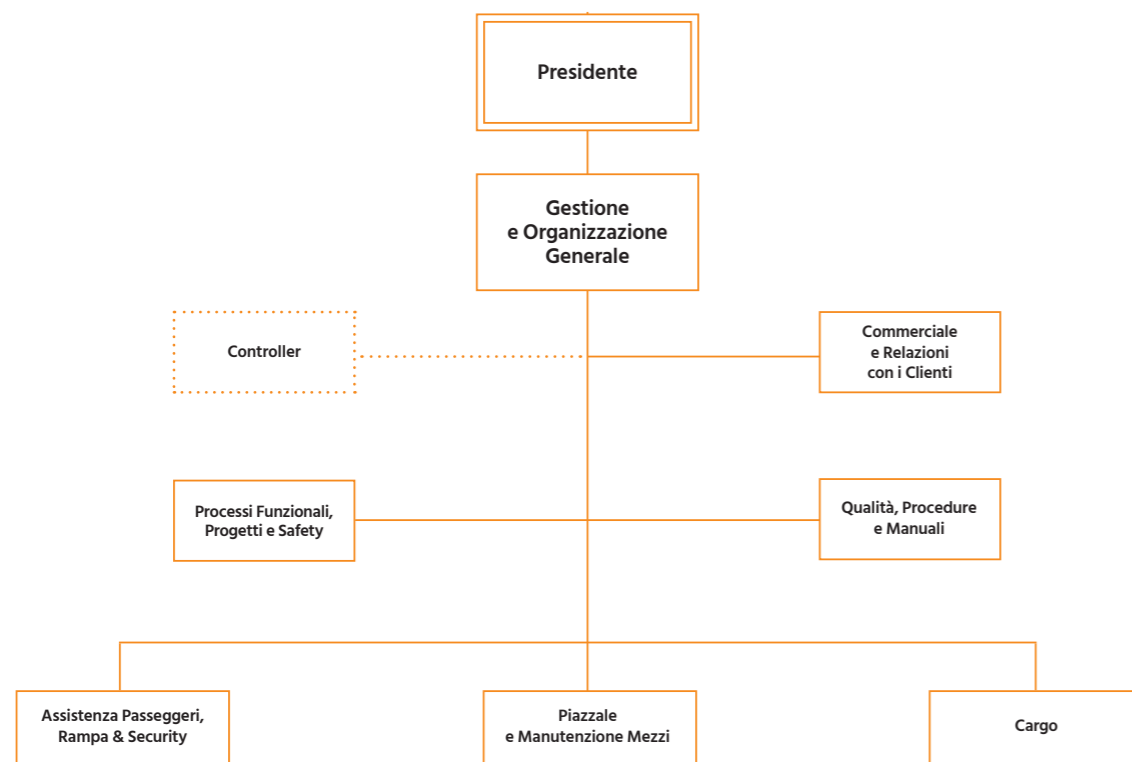 Presidente
Gestione
e Organizzazione
Generale
Controller
Commerciale
e Relazioni
con i Clienti
Processi Funzionali,
Progetti e Safety
Qualità, Procedure
e Manuali
Assistenza Passeggeri,
Rampa & Security
Piazzale
e Manutenzione Mezzi
Cargo